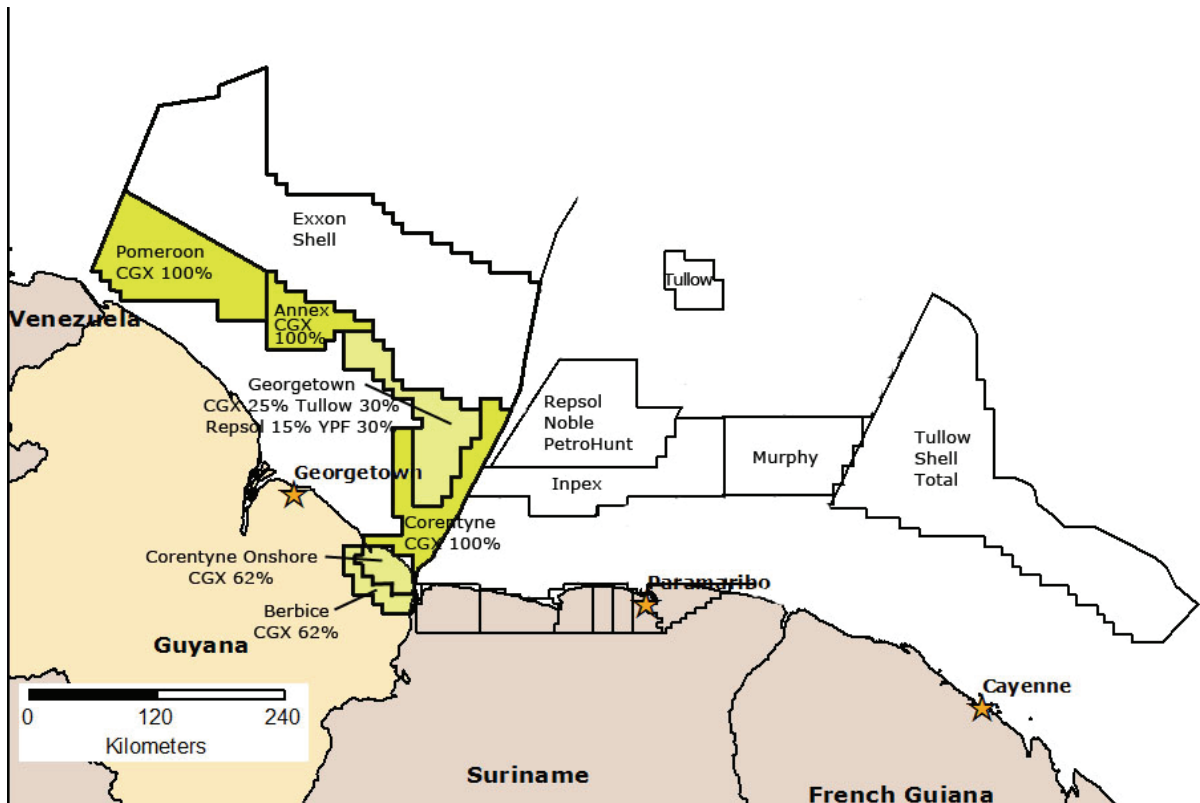 Exxon
Shell
Pomeroon
CGX 100%
Tullow
Venezuela
Annex
CGX
100%
Georgetown
CGX 25% Tullow 30%
Repsol 15% YPF 30%
Repsol
Noble
PetroHunt
Murphy
Tullow
Shell
Total
Georgetown
Inpex
Corentyne
CGX 100%
Corentyne Onshore
CGX 62%
Paramaribo
Berbice
CGX 62%
Guyana
Cayenne
0 120 240
Kilometers
Suriname
French Guiana